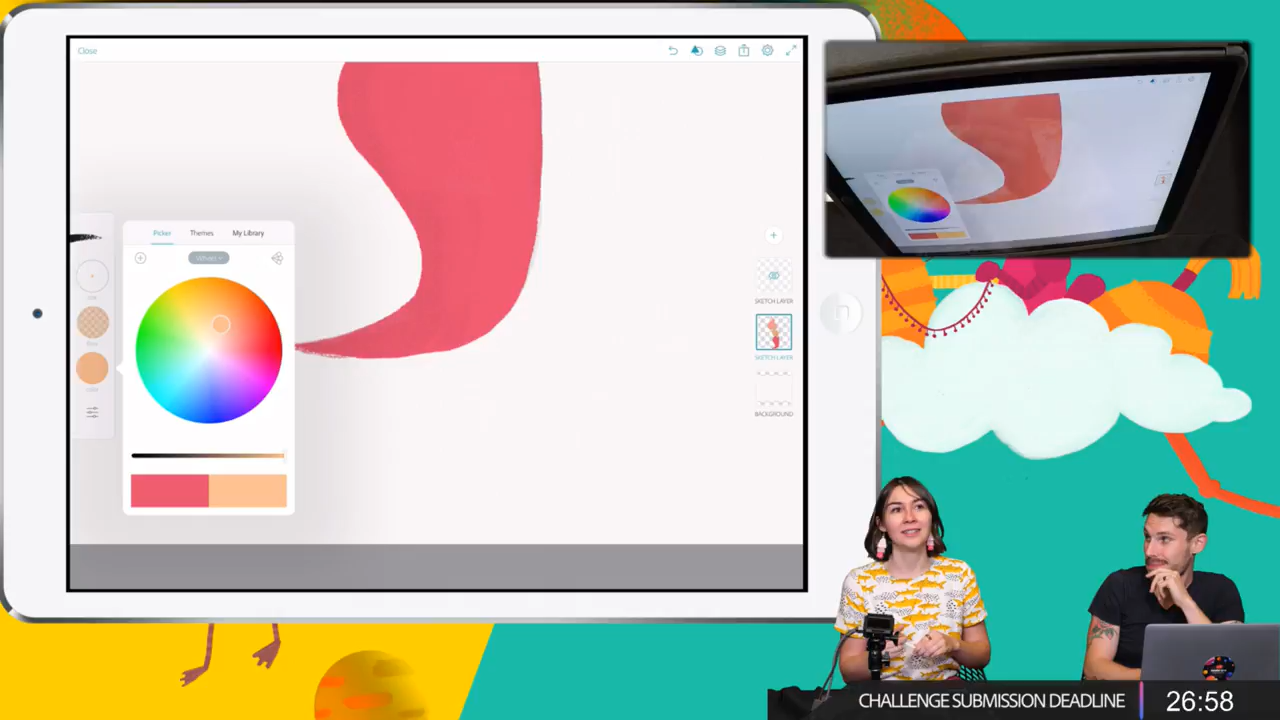 Close
Picker Themes My Library
Wheel
SKETCH LAYER
SKETCH LAYER
BACKGROUND
CHALLENGE SUBMISSION DEADLINE 26:58